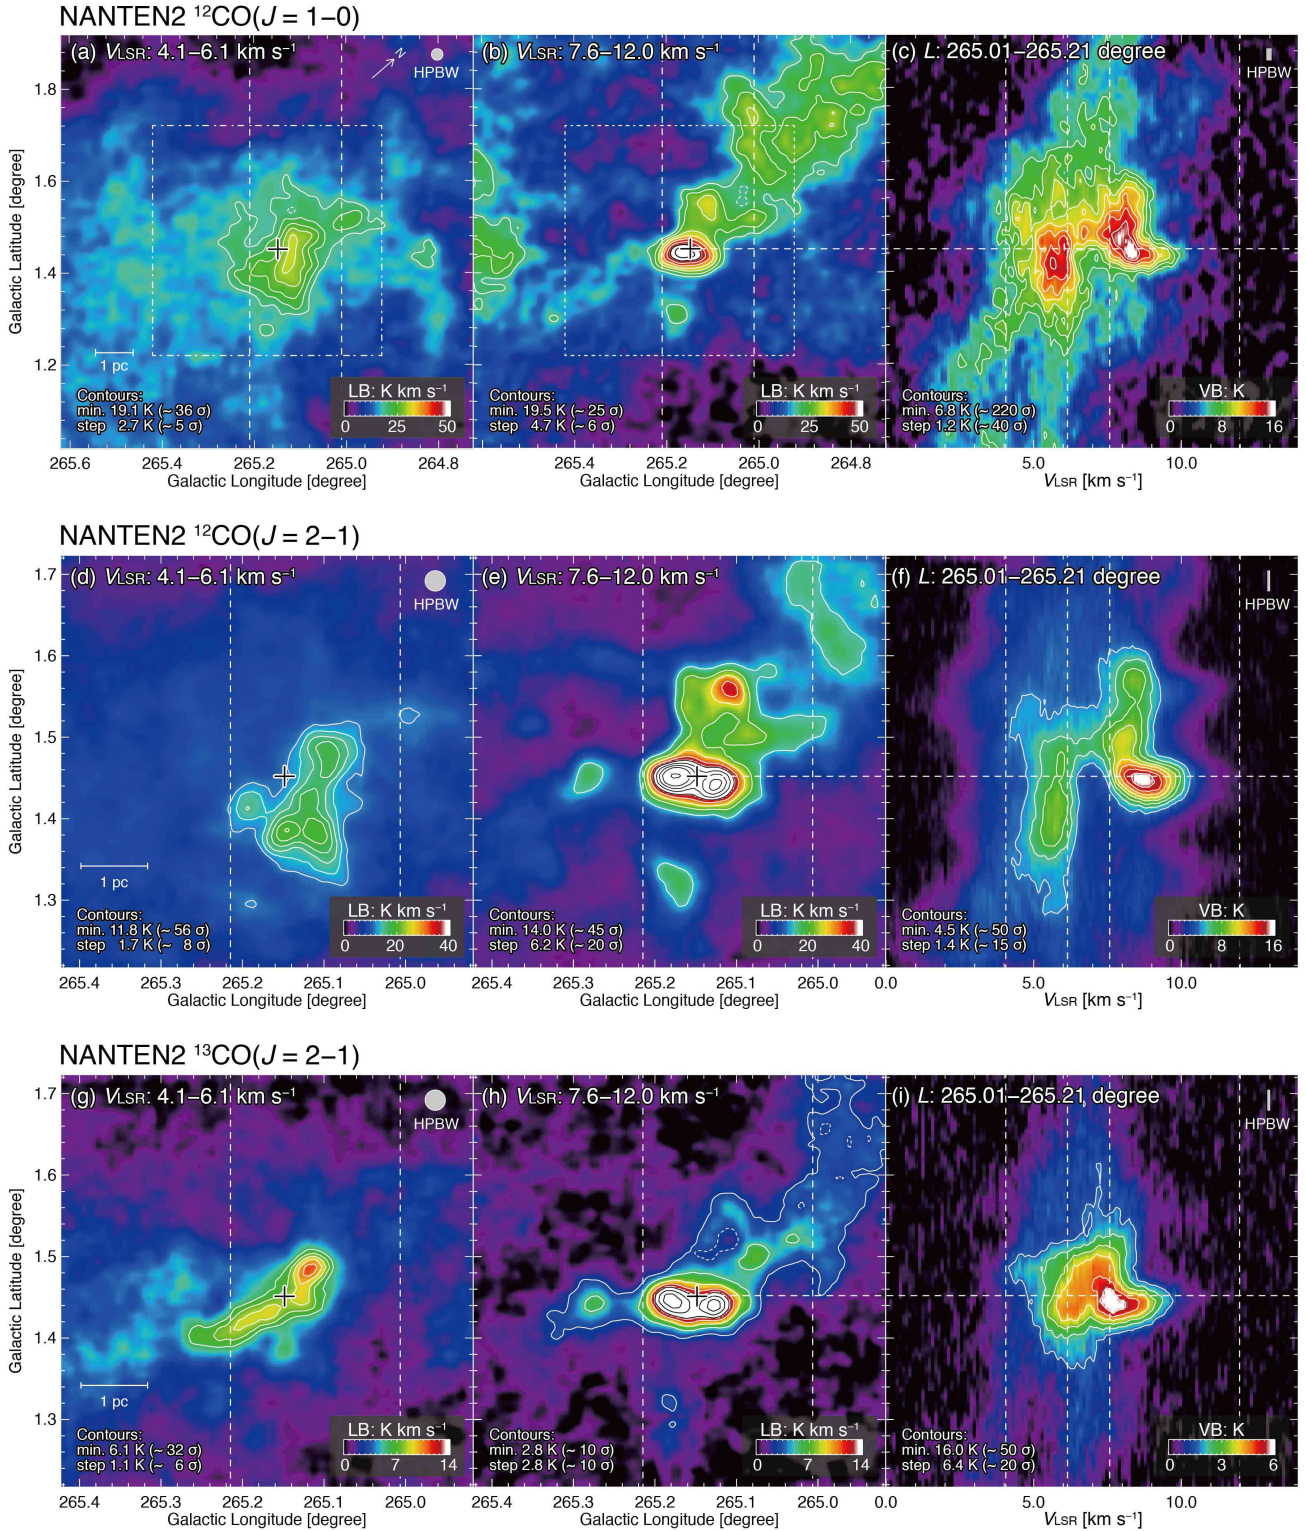 NANTEN2 ¹²CO(J = 1–0)
(a) VLSR: 4.1–6.1 km s⁻¹
N
HPBW
(b) VLSR: 7.6–12.0 km s⁻¹
(c) L: 265.01–265.21 degree
HPBW
1.8
1.6
1.4
1.2
Galactic Latitude [degree]
1 pc
Contours:
min. 19.1 K (~ 36 σ)
step 2.7 K (~ 5 σ)
LB: K km s⁻¹
0 25 50
Contours:
min. 19.5 K (~ 25 σ)
step 4.7 K (~ 6 σ)
LB: K km s⁻¹
0 25 50
Contours:
min. 6.8 K (~ 220 σ)
step 1.2 K (~ 40 σ)
VB: K
0 8 16
265.6 265.4 265.2 265.0 264.8
265.4 265.2 265.0 264.8
5.0 10.0
Galactic Longitude [degree]
Galactic Longitude [degree]
VLSR [km s⁻¹]
NANTEN2 ¹²CO(J = 2–1)
(d) VLSR: 4.1–6.1 km s⁻¹
HPBW
(e) VLSR: 7.6–12.0 km s⁻¹
(f) L: 265.01–265.21 degree
HPBW
1.7
1.6
1.5
1.4
1.3
Galactic Latitude [degree]
1 pc
Contours:
min. 11.8 K (~ 56 σ)
step 1.7 K (~ 8 σ)
LB: K km s⁻¹
0 20 40
Contours:
min. 14.0 K (~ 45 σ)
step 6.2 K (~ 20 σ)
LB: K km s⁻¹
0 20 40
Contours:
min. 4.5 K (~ 50 σ)
step 1.4 K (~ 15 σ)
VB: K
0 8 16
265.4 265.3 265.2 265.1 265.0
265.4 265.3 265.2 265.1 265.0
0.0 5.0 10.0
Galactic Longitude [degree]
Galactic Longitude [degree]
VLSR [km s⁻¹]
NANTEN2 ¹³CO(J = 2–1)
(g) VLSR: 4.1–6.1 km s⁻¹
HPBW
(h) VLSR: 7.6–12.0 km s⁻¹
(i) L: 265.01–265.21 degree
HPBW
1.7
1.6
1.5
1.4
1.3
Galactic Latitude [degree]
1 pc
Contours:
min. 6.1 K (~ 32 σ)
step 1.1 K (~ 6 σ)
LB: K km s⁻¹
0 7 14
Contours:
min. 2.8 K (~ 10 σ)
step 2.8 K (~ 10 σ)
LB: K km s⁻¹
0 7 14
Contours:
min. 16.0 K (~ 50 σ)
step 6.4 K (~ 20 σ)
VB: K
0 3 6
265.4 265.3 265.2 265.1 265.0
265.4 265.3 265.2 265.1 265.0
0.0 5.0 10.0
Galactic Longitude [degree]
Galactic Longitude [degree]
VLSR [km s⁻¹]